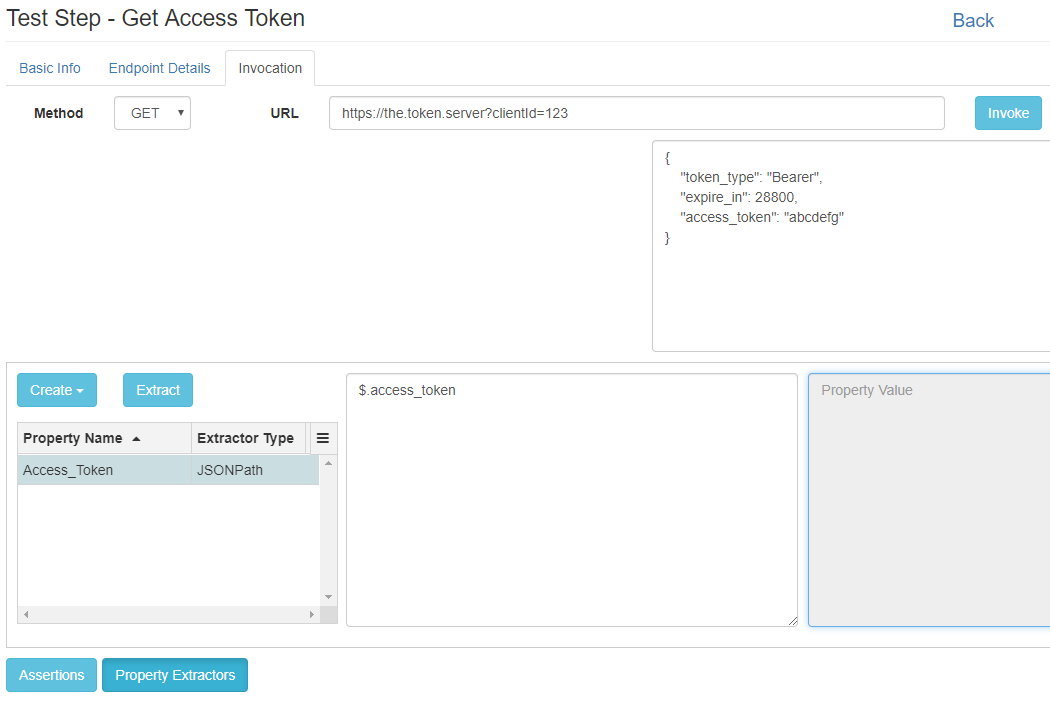 Test Step - Get Access Token Back
Basic Info Endpoint Details Invocation
Method GET URL https://the.token.server?clientId=123 Invoke
{
"token_type": "Bearer",
"expire_in": 28800,
"access_token": "abcdefg"
}
Create Extract $.access_token Property Value
Property Name Extractor Type
Access_Token JSONPath
Assertions Property Extractors